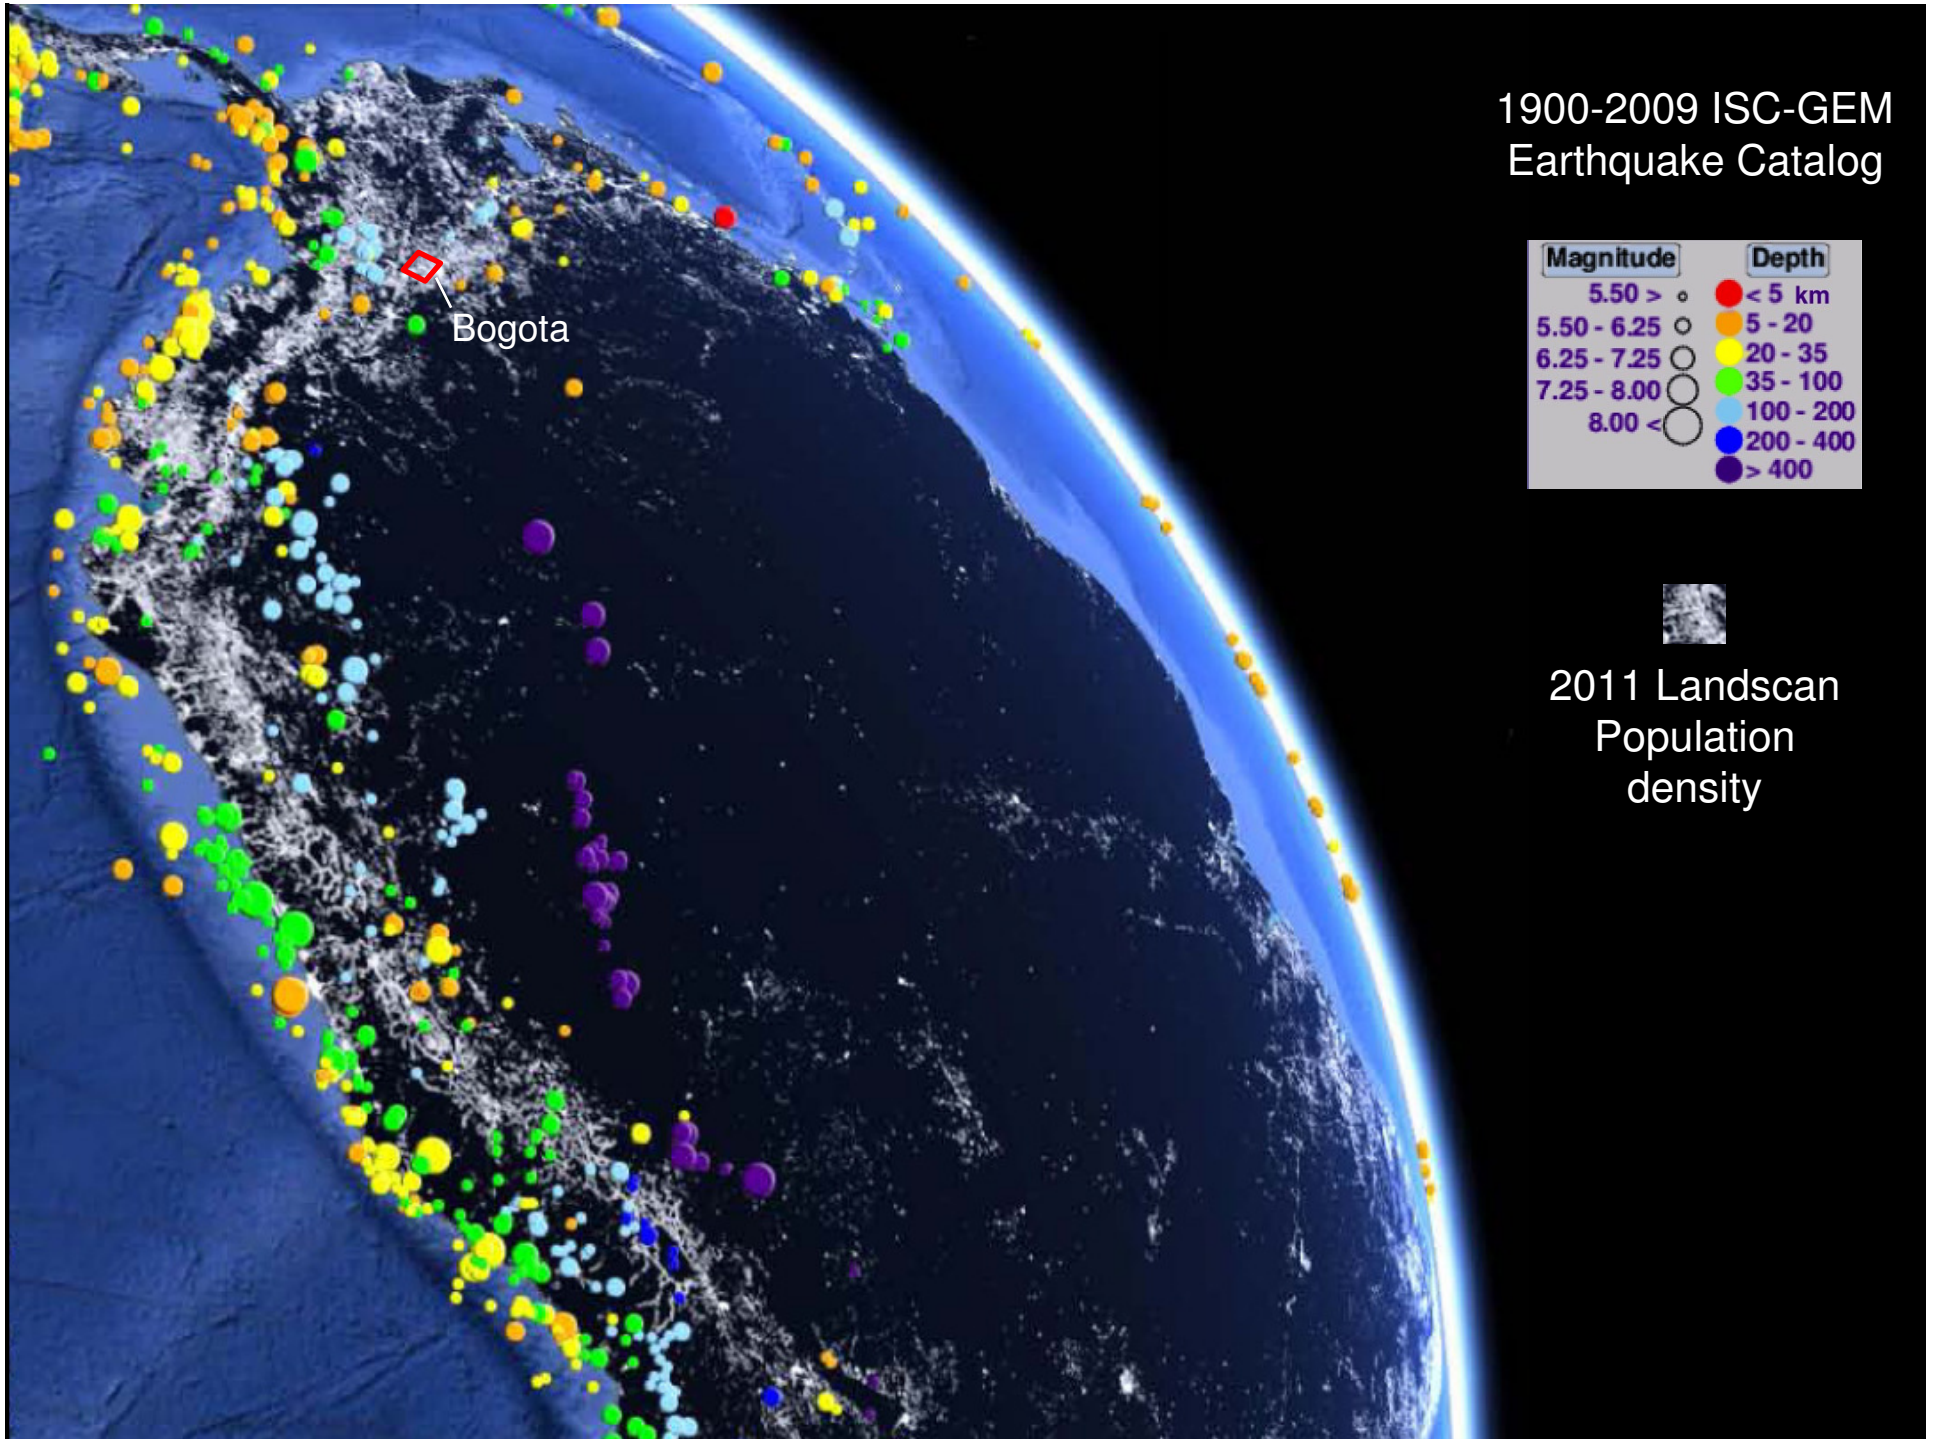 1900-2009 ISC-GEM
Earthquake Catalog
Magnitude
5.50 >
5.50 - 6.25
6.25 - 7.25
7.25 - 8.00
8.00 <
Depth
< 5 km
5 - 20
20 - 35
35 - 100
100 - 200
200 - 400
> 400
Bogota
2011 Landscan
Population
density